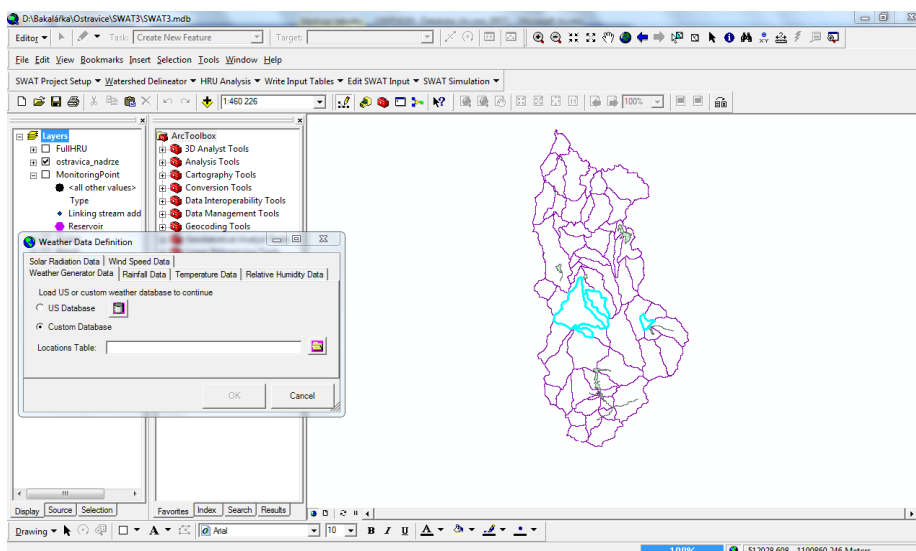 D:\Bakalářka\Ostravice\SWAT3\SWAT3.mdb
Editor Task: Create New Feature Target:
File Edit View Bookmarks Insert Selection Tools Window Help
SWAT Project Setup Watershed Delineator HRU Analysis Write Input Tables Edit SWAT Input SWAT Simulation
1:460 226 100%
Layers
FullHRU
ostravica_nadrze
MonitoringPoint
<all other values>
Type
Linking stream add
Reservoir
ArcToolbox
3D Analyst Tools
Analysis Tools
Cartography Tools
Conversion Tools
Data Interoperability Tools
Data Management Tools
Geocoding Tools
Weather Data Definition
Solar Radiation Data Wind Speed Data
Weather Generator Data Rainfall Data Temperature Data Relative Humidity Data
Load US or custom weather database to continue
US Database
Custom Database
Locations Table:
OK Cancel
Display Source Selection
Favorites Index Search Results
Drawing A Arial 10 B I U A
100% 512028,608 -1100860,246 Meters